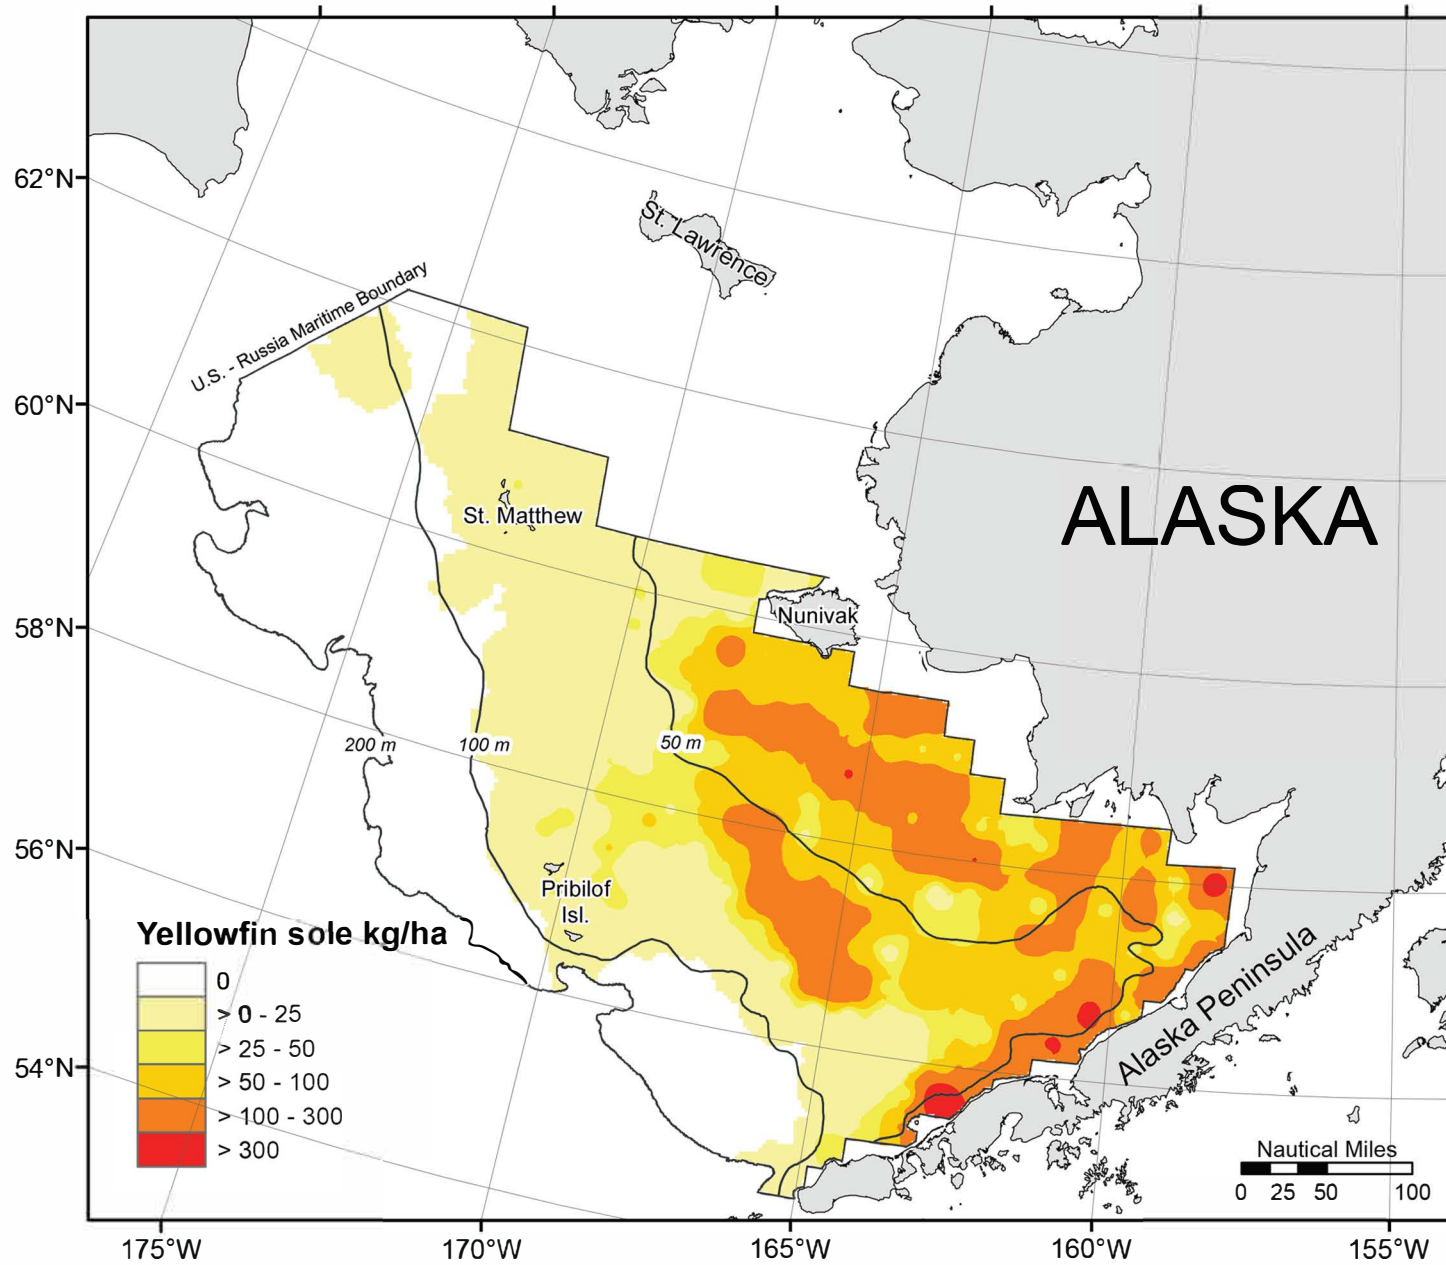 62°N
60°N
58°N
56°N
54°N
St. Lawrence
U.S. - Russia Maritime Boundary
ALASKA
St. Matthew
Nunivak
200 m
100 m
50 m
Pribilof
Isl.
Alaska Peninsula
Yellowfin sole kg/ha
0
> 0 - 25
> 25 - 50
> 50 - 100
> 100 - 300
> 300
Nautical Miles
0 25 50 100
175°W 170°W 165°W 160°W 155°W